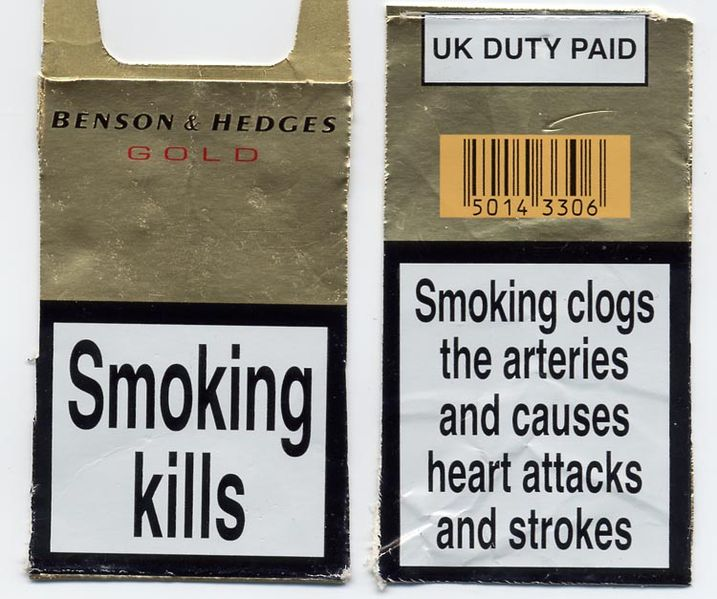 BENSON & HEDGES
GOLD
Smoking
kills
UK DUTY PAID
5014 3306
Smoking clogs
the arteries
and causes
heart attacks
and strokes